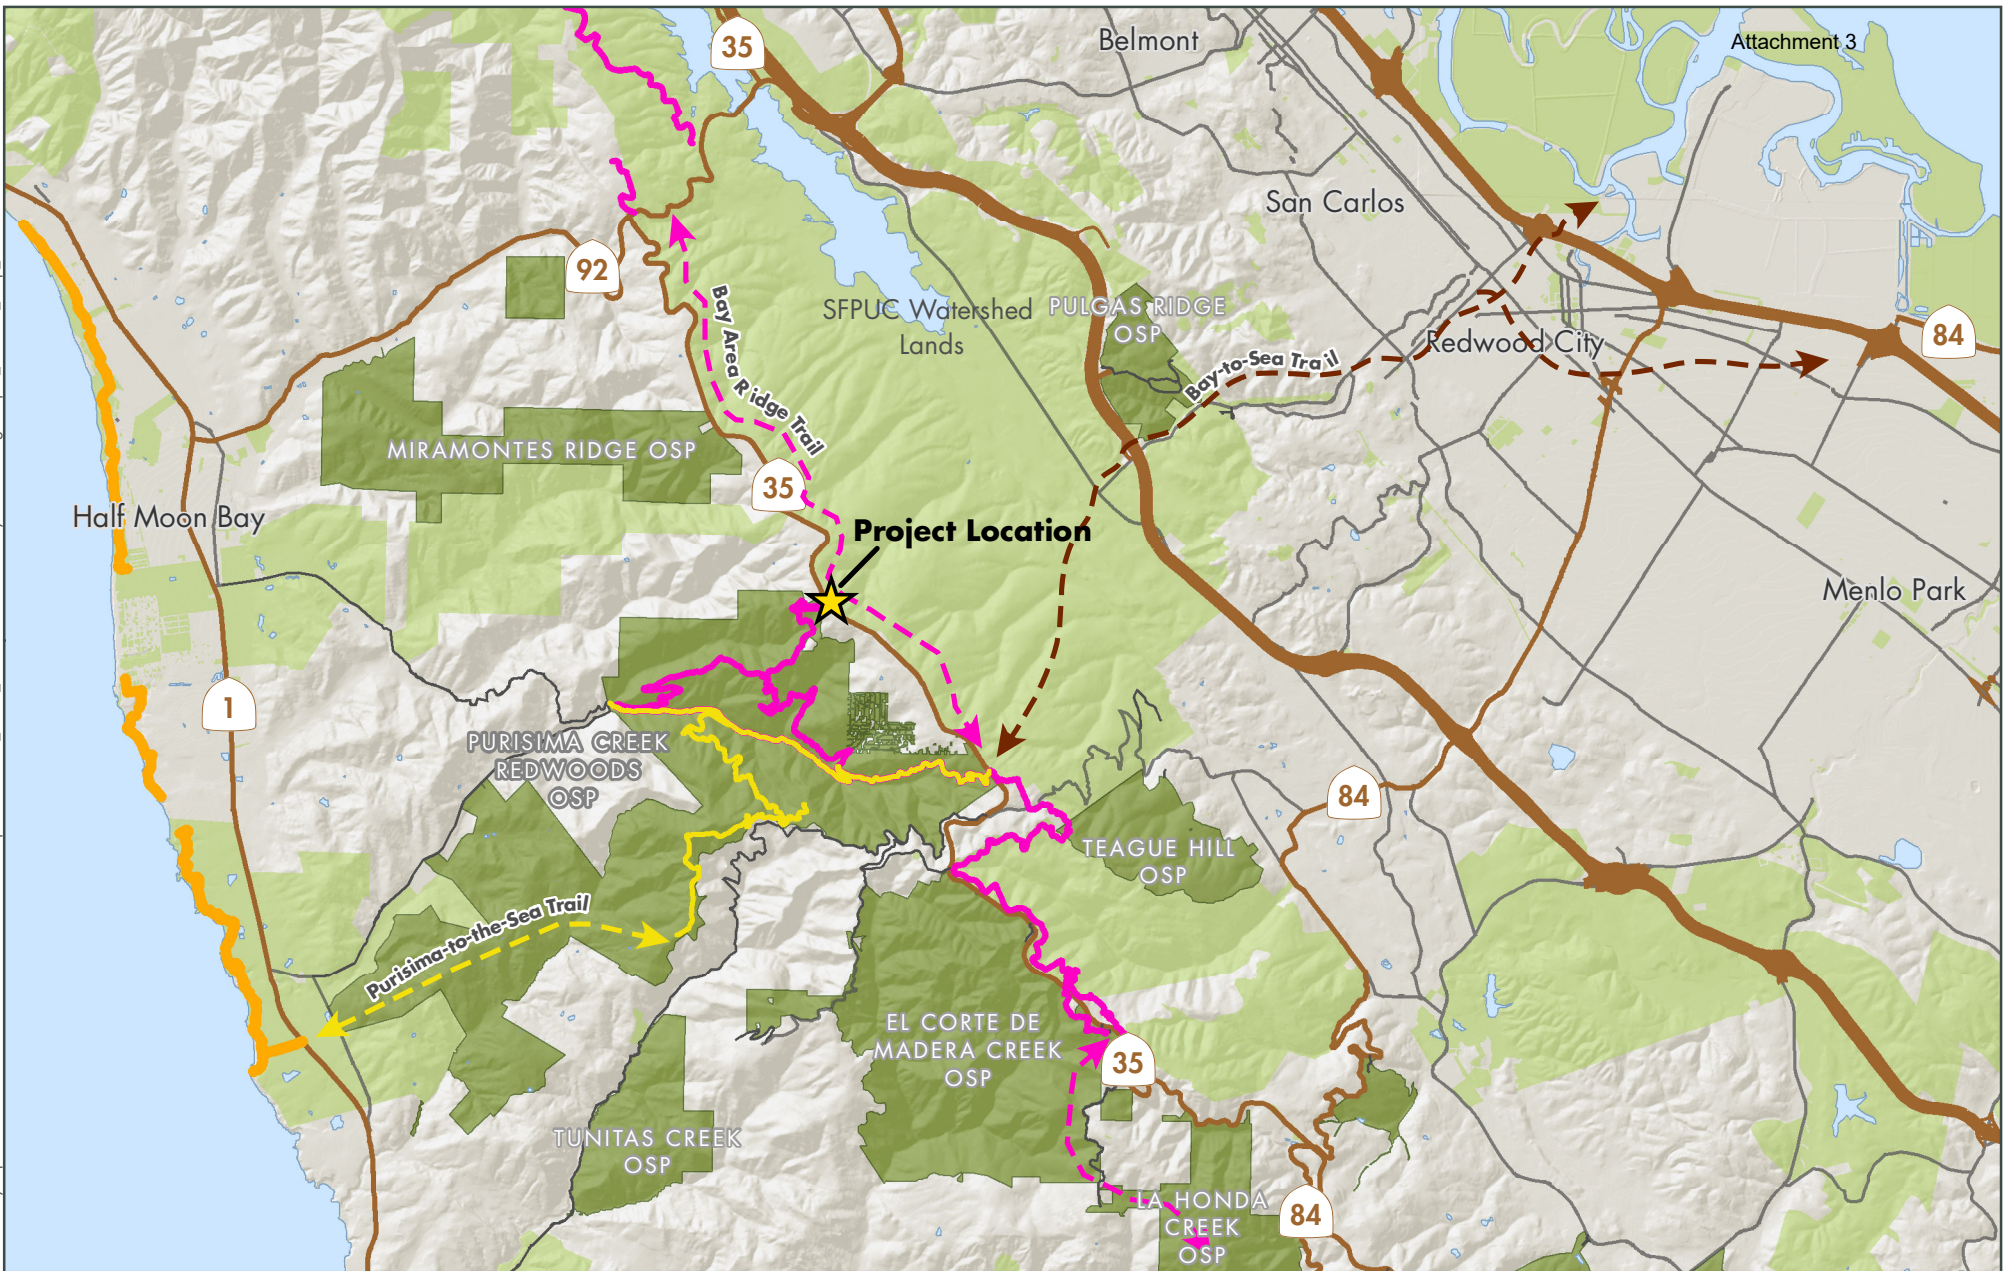 35
Belmont
Attachment 3
San Carlos
92
Bay Area Ridge Trail
SFPUC Watershed
Lands
PULGAS RIDGE
OSP
Redwood City
84
Bay-to-Sea Trail
MIRAMONTES RIDGE OSP
35
Half Moon Bay
Project Location
Menlo Park
1
PURISIMA CREEK
REDWOODS
OSP
84
TEAGUE HILL
OSP
Purisima-to-the-Sea Trail
EL CORTE DE
MADERA CREEK
OSP
35
TUNITAS CREEK
OSP
LA HONDA
CREEK
OSP
84